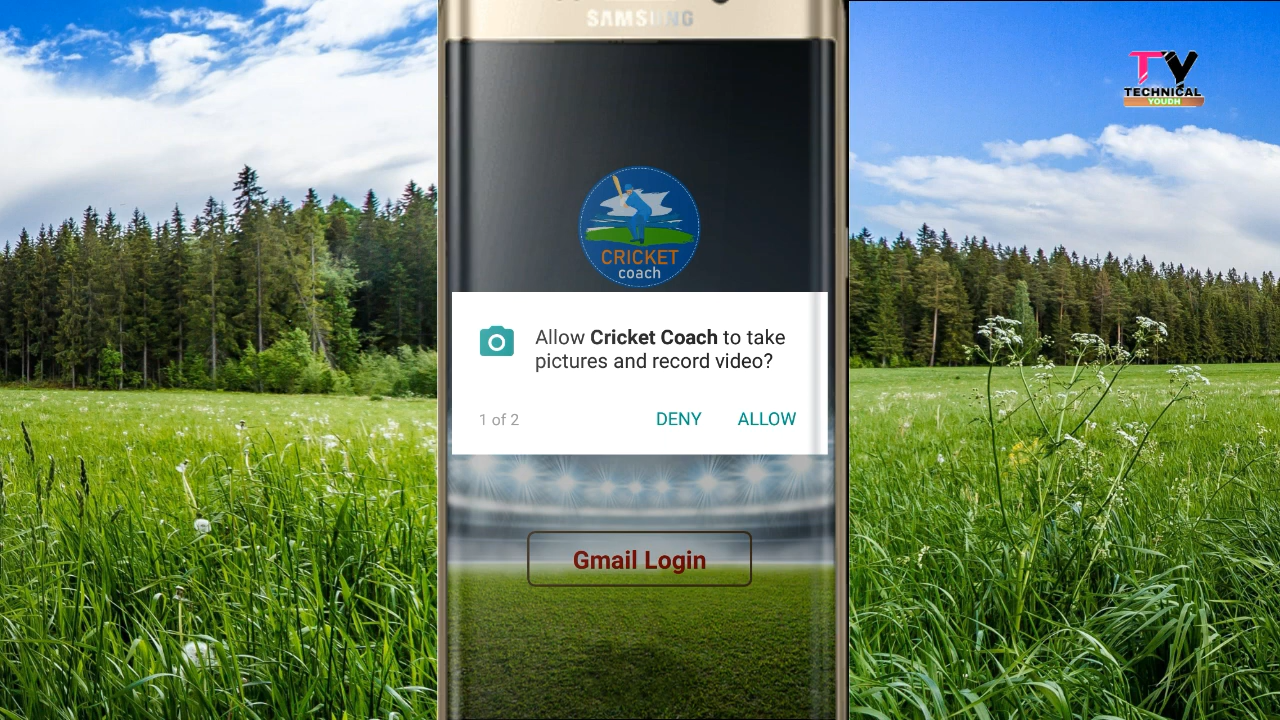 SAMSUNG
TY
TECHNICAL
YOUDH
CRICKET
coach
Allow Cricket Coach to take
pictures and record video?
1 of 2
DENY
ALLOW
Gmail Login